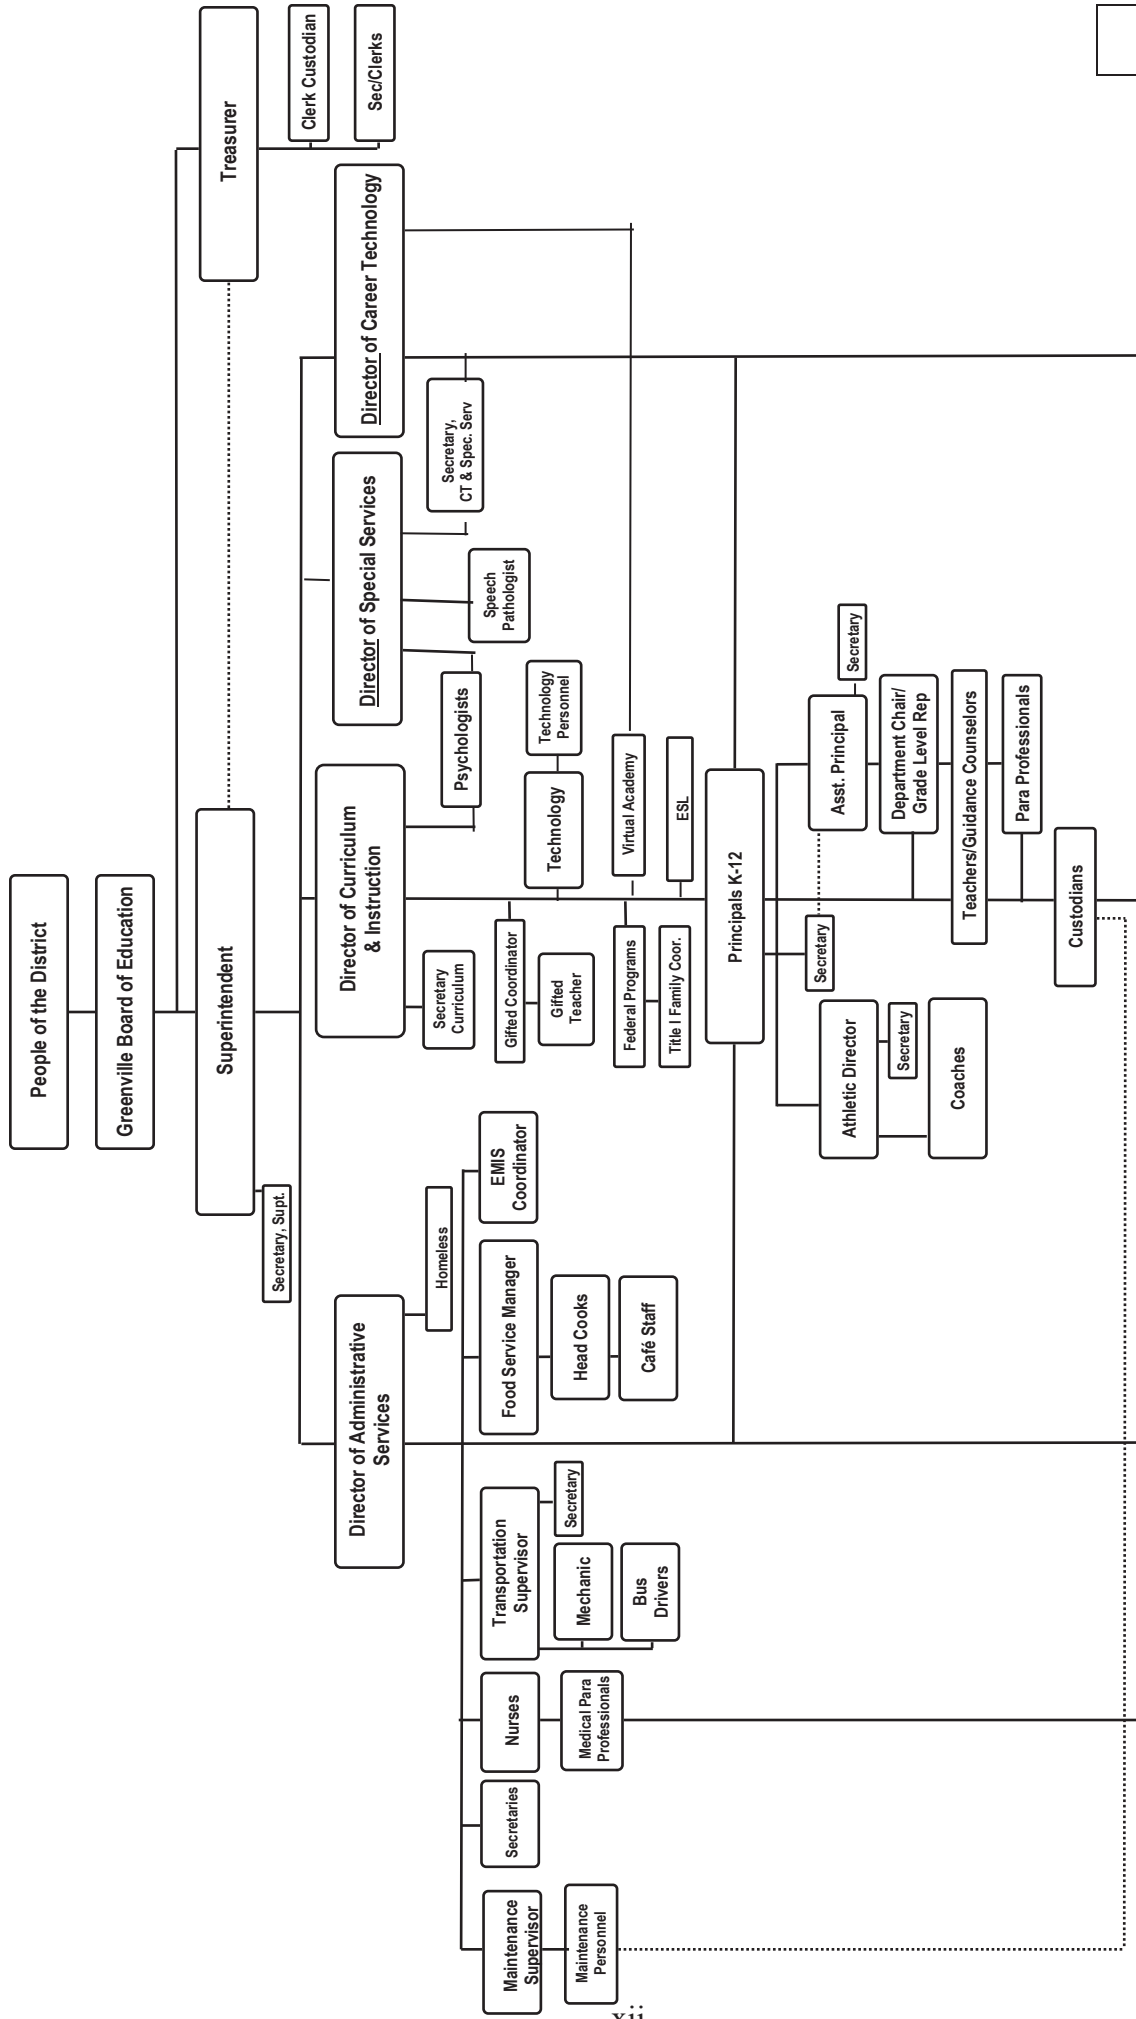 People of the District
Greenville Board of Education
Superintendent
Treasurer
Secretary, Supt.
Clerk Custodian
Sec/Clerks
Director of Administrative
Services
Director of Curriculum
& Instruction
Director of Special Services
Director of Career Technology
Homeless
Secretary
Curriculum
Psychologists
Speech
Pathologist
Secretary,
CT & Spec. Serv
Maintenance
Supervisor
Secretaries
Nurses
Transportation
Supervisor
Food Service Manager
EMIS
Coordinator
Gifted Coordinator
Technology
Technology
Personnel
Maintenance
Personnel
Medical Para
Professionals
Secretary
Mechanic
Bus
Drivers
Head Cooks
Café Staff
Gifted
Teacher
Federal Programs
Title I Family Coor.
Virtual Academy
ESL
Principals K-12
Athletic Director
Secretary
Coaches
Secretary
Asst. Principal
Secretary
Department Chair/
Grade Level Rep
Teachers/Guidance Counselors
Para Professionals
Custodians
xii